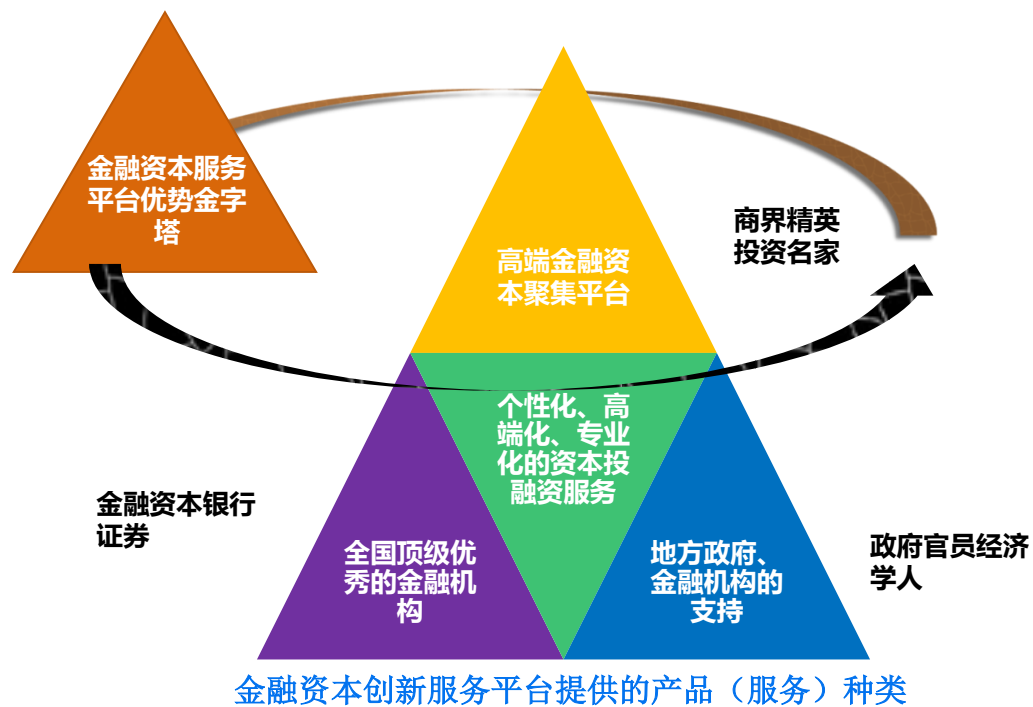 金融资本服务
平台优势金字
塔
高端金融资
本聚集平台
商界精英
投资名家
个性化、高
端化、专业
化的资本投
融资服务
金融资本银行
证券
全国顶级优
秀的金融机
构
地方政府、
金融机构的
支持
政府官员经济
学人
金融资本创新服务平台提供的产品（服务）种类